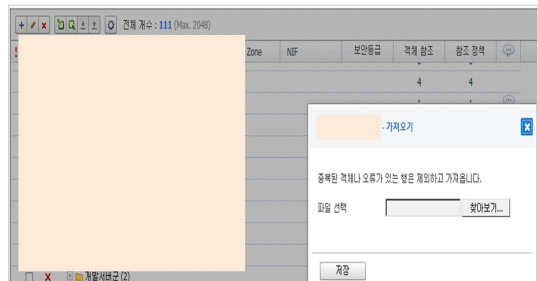 전체 개수 : 111 (Max. 2048)
Zone NIF 보안등급 객체 참조 참조 정책
4 4
- 가져오기
중복된 객체나 오류가 있는 행은 제외하고 가져옵니다.
파일 선택 찾아보기...
저장
개발서버군 (2)